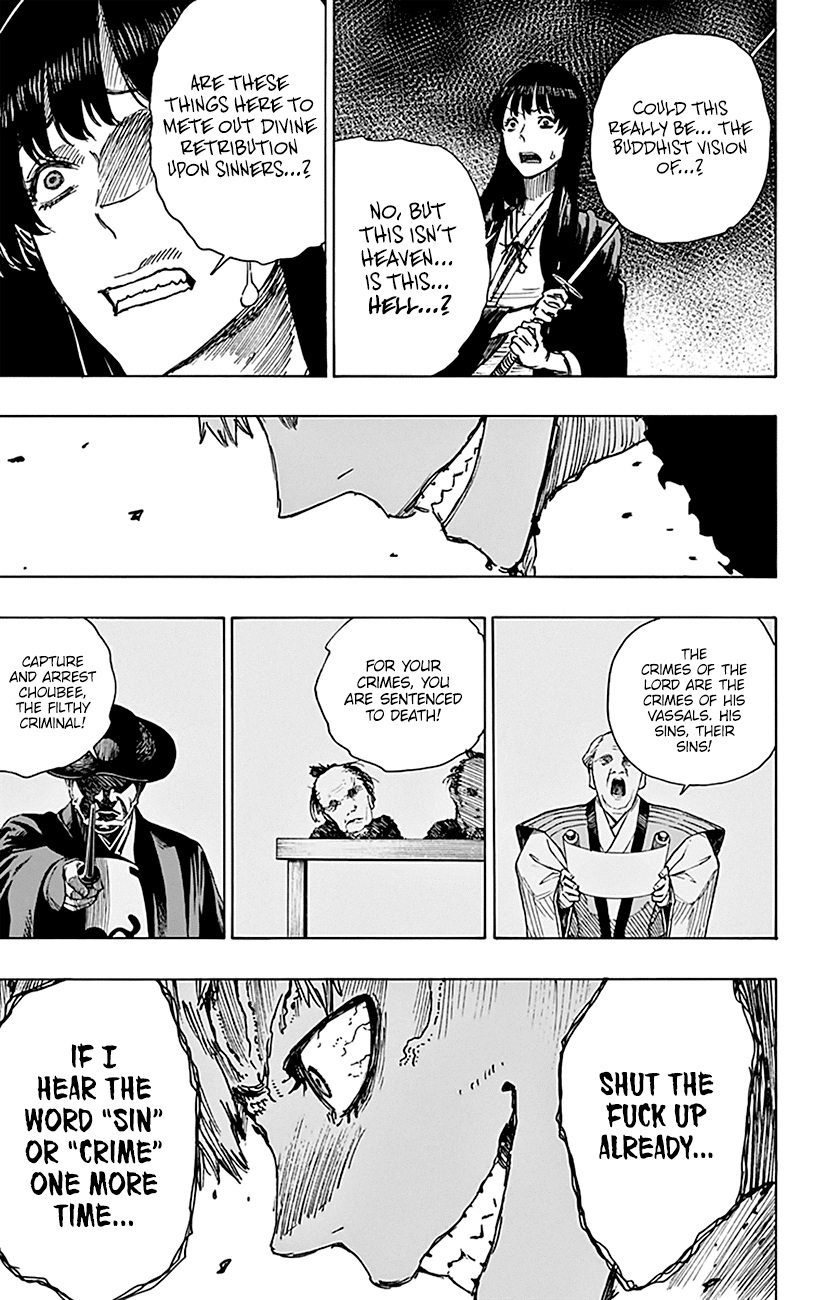 COULD THIS
REALLY BE... THE
BUDDHIST VISION
OF...?
NO, BUT
THIS ISN'T
HEAVEN...
IS THIS...
HELL...?
ARE THESE
THINGS HERE TO
METE OUT DIVINE
RETRIBUTION
UPON SINNERS...?
THE
CRIMES OF THE
LORD ARE THE
CRIMES OF HIS
VASSALS. HIS
SINS, THEIR
SINS!
FOR YOUR
CRIMES, YOU
ARE SENTENCED
TO DEATH!
CAPTURE
AND ARREST
CHOUBEE,
THE FILTHY
CRIMINAL!
SHUT THE
FUCK UP
ALREADY...
IF I
HEAR THE
WORD "SIN"
OR "CRIME"
ONE MORE
TIME...